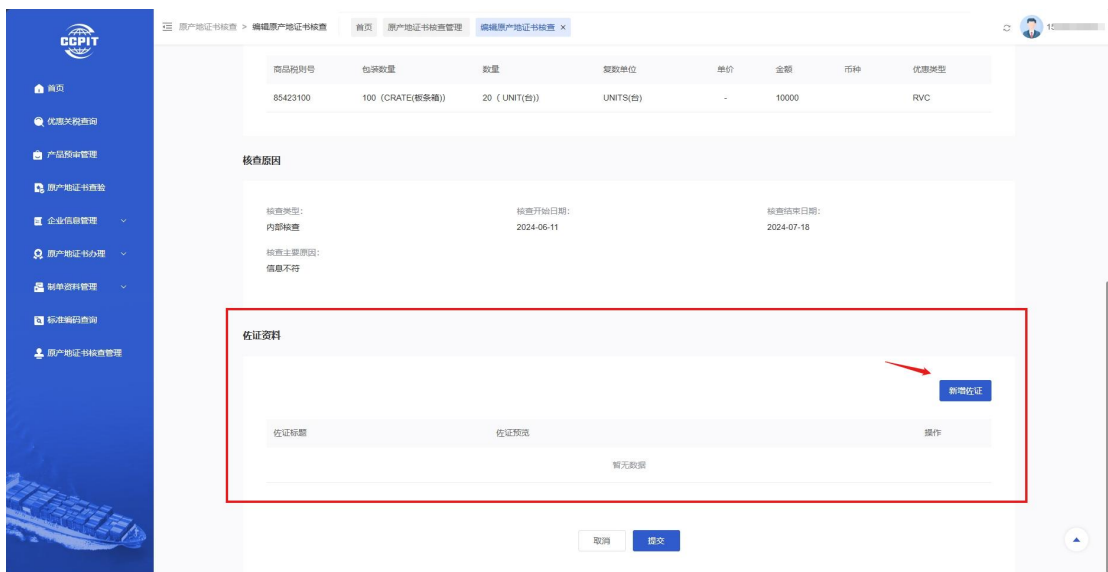 CCPIT
首页
优惠关税查询
产品预审管理
原产地证书查验
企业信息管理
原产地证书办理
制单资料管理
标准编码查询
原产地证书核查管理
原产地证书核查 > 编辑原产地证书核查 首页 原产地证书核查管理 编辑原产地证书核查 ×
15
商品税则号 包装数量 数量 复数单位 单价 金额 币种 优惠类型
85423100 100 (CRATE(板条箱)) 20 ( UNIT(台)) UNITS(台) - 10000 RVC
核查原因
核查类型: 核查开始日期: 核查结束日期:
内部核查 2024-06-11 2024-07-18
核查主要原因:
信息不符
佐证资料
新增佐证
佐证标题 佐证预览 操作
暂无数据
取消 提交